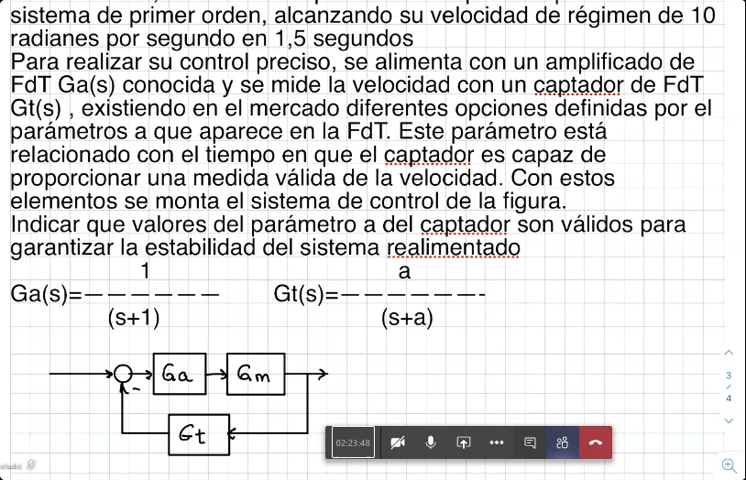 sistema de primer orden, alcanzando su velocidad de régimen de 10
radianes por segundo en 1,5 segundos
Para realizar su control preciso, se alimenta con un amplificado de
FdT Ga(s) conocida y se mide la velocidad con un captador de FdT
Gt(s) , existiendo en el mercado diferentes opciones definidas por el
parámetros a que aparece en la FdT. Este parámetro está
relacionado con el tiempo en que el captador es capaz de
proporcionar una medida válida de la velocidad. Con estos
elementos se monta el sistema de control de la figura.
Indicar que valores del parámetro a del captador son válidos para
garantizar la estabilidad del sistema realimentado
1 a
Ga(s)=— — — — — — Gt(s)=— — — — — —-
(s+1) (s+a)
Ga Gm
-
Gt
02:23:48
3
/
4